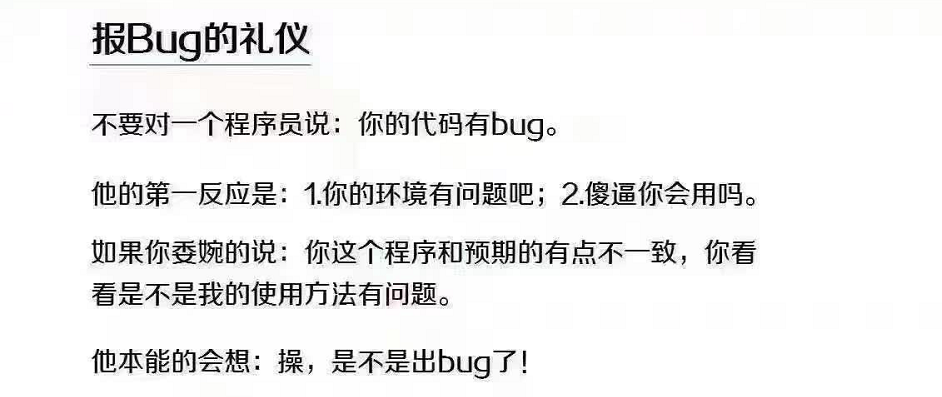 报Bug的礼仪
不要对一个程序员说：你的代码有bug。
他的第一反应是：1.你的环境有问题吧；2.傻逼你会用吗。
如果你委婉的说：你这个程序和预期的有点不一致，你看
看是不是我的使用方法有问题。
他本能的会想：操，是不是出bug了！